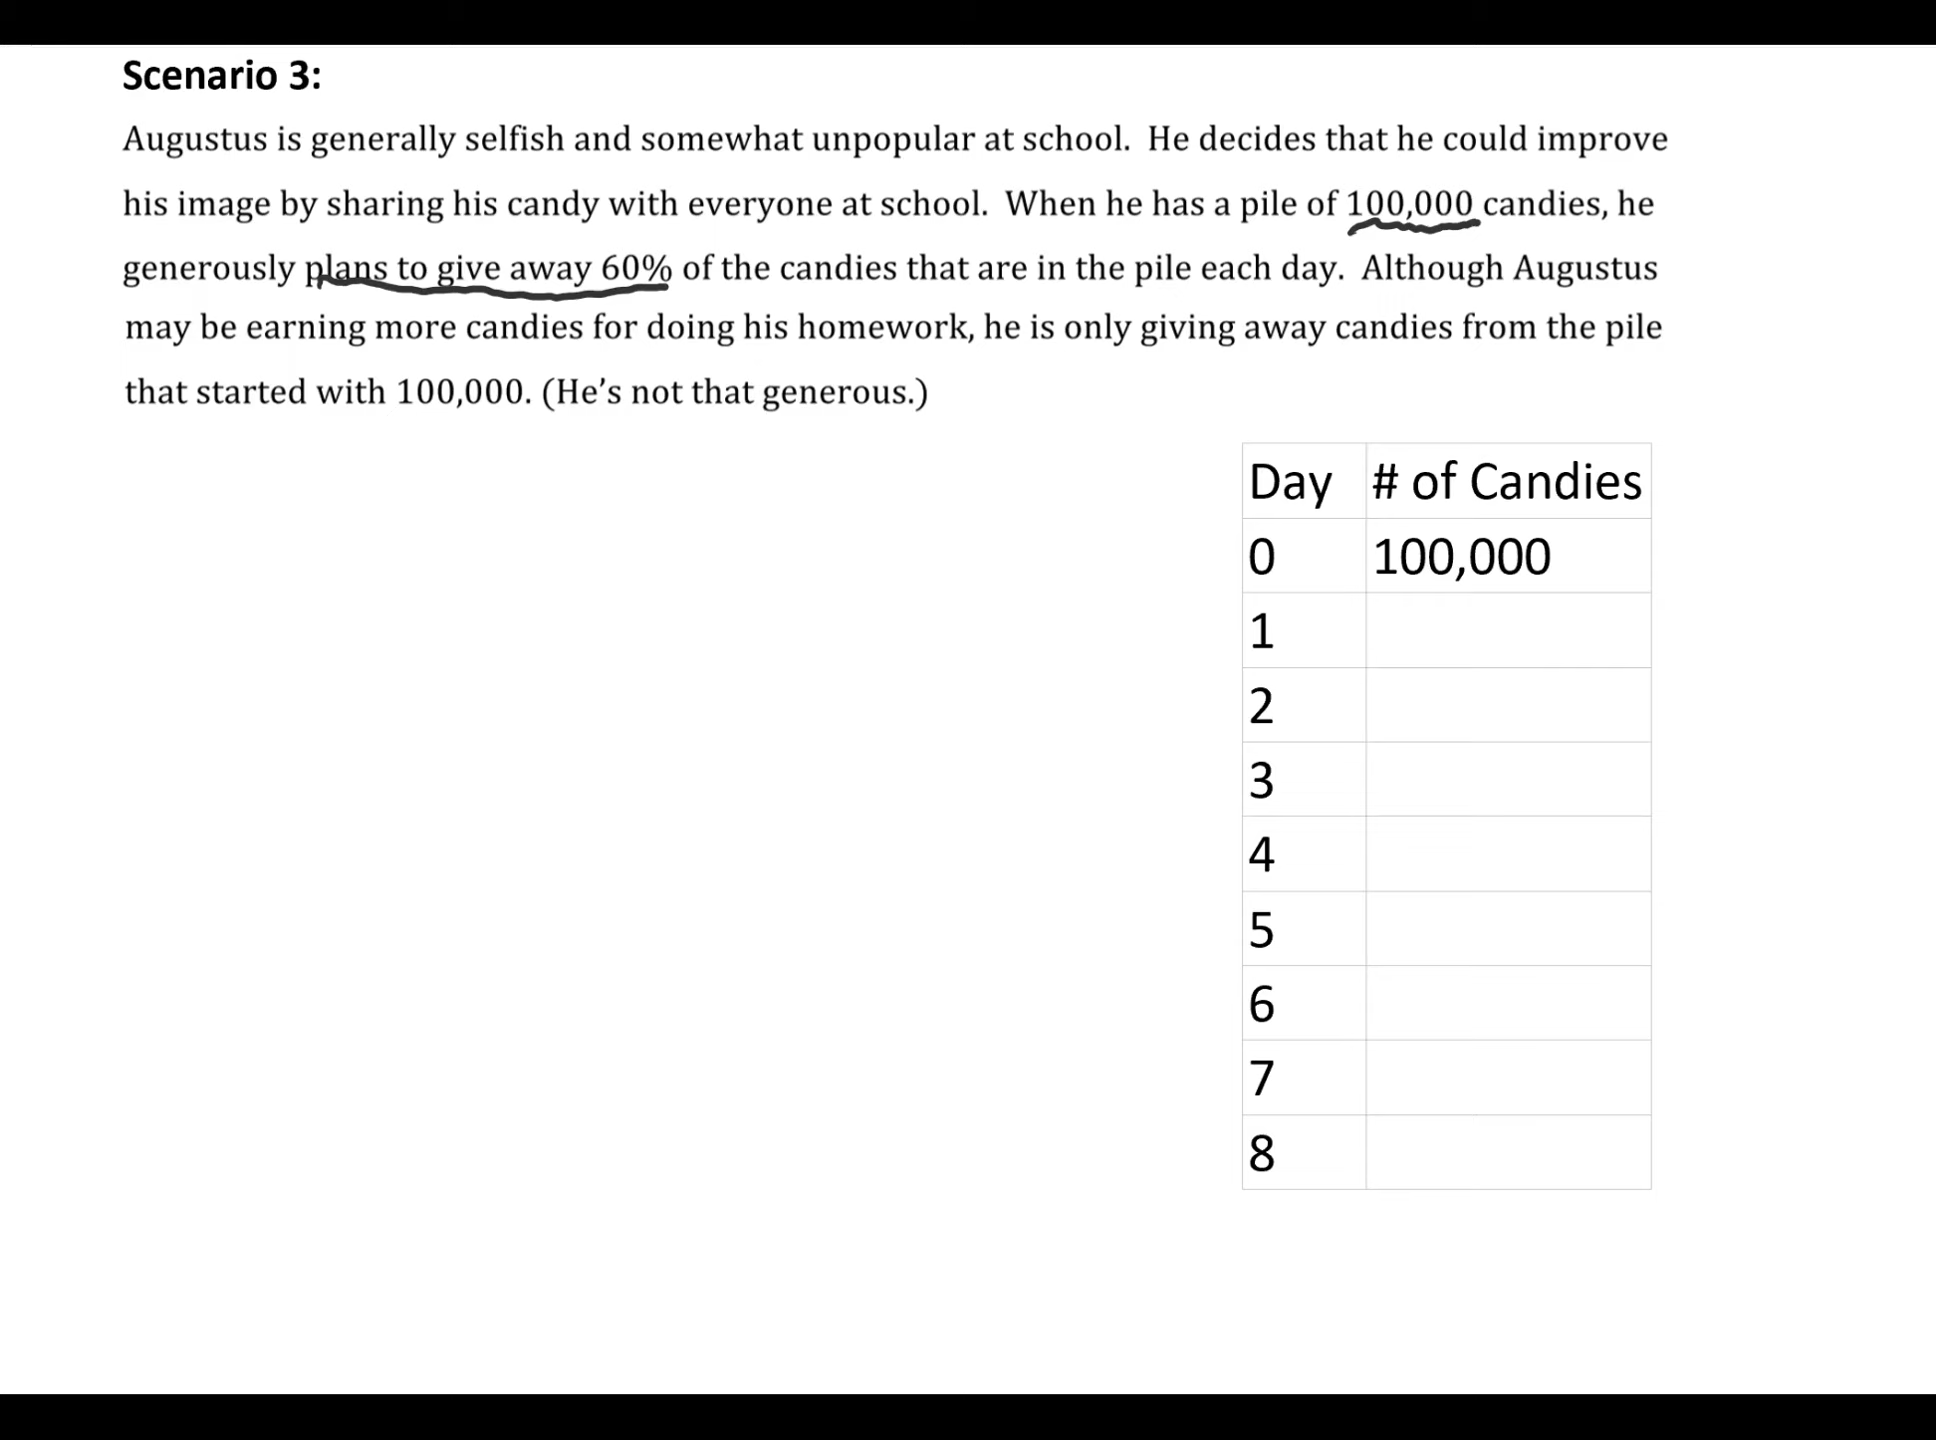 Scenario 3:
Augustus is generally selfish and somewhat unpopular at school.  He decides that he could improve
his image by sharing his candy with everyone at school.  When he has a pile of 100,000 candies, he
generously plans to give away 60% of the candies that are in the pile each day.  Although Augustus
may be earning more candies for doing his homework, he is only giving away candies from the pile
that started with 100,000. (He’s not that generous.)
Day # of Candies
0 100,000
1
2
3
4
5
6
7
8